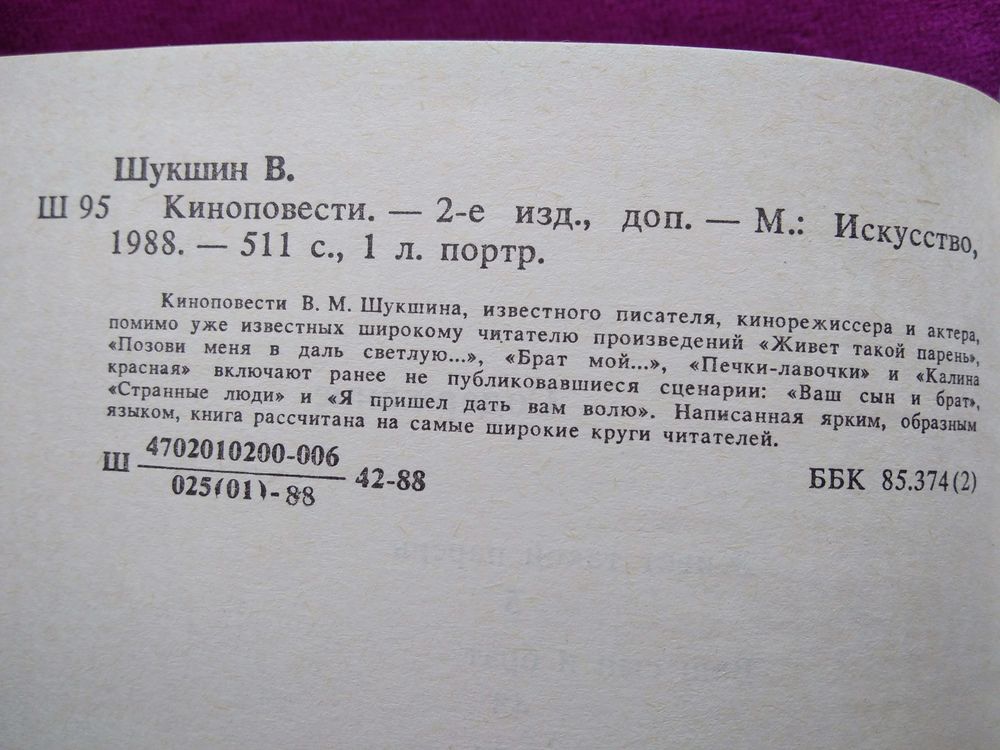 Шукшин В.
Ш 95 Киноповести. — 2-е изд., доп. — М.: Искусство,
1988. — 511 с., 1 л. портр.
Киноповести В. М. Шукшина, известного писателя, кинорежиссера и актера,
помимо уже известных широкому читателю произведений «Живет такой парень»,
«Позови меня в даль светлую...», «Брат мой...», «Печки-лавочки» и «Калина
красная» включают ранее не публиковавшиеся сценарии: «Ваш сын и брат»,
«Странные люди» и «Я пришел дать вам волю». Написанная ярким, образным
языком, книга рассчитана на самые широкие круги читателей.
Ш 4702010200-006
025(01)-88
42-88
ББК 85.374(2)